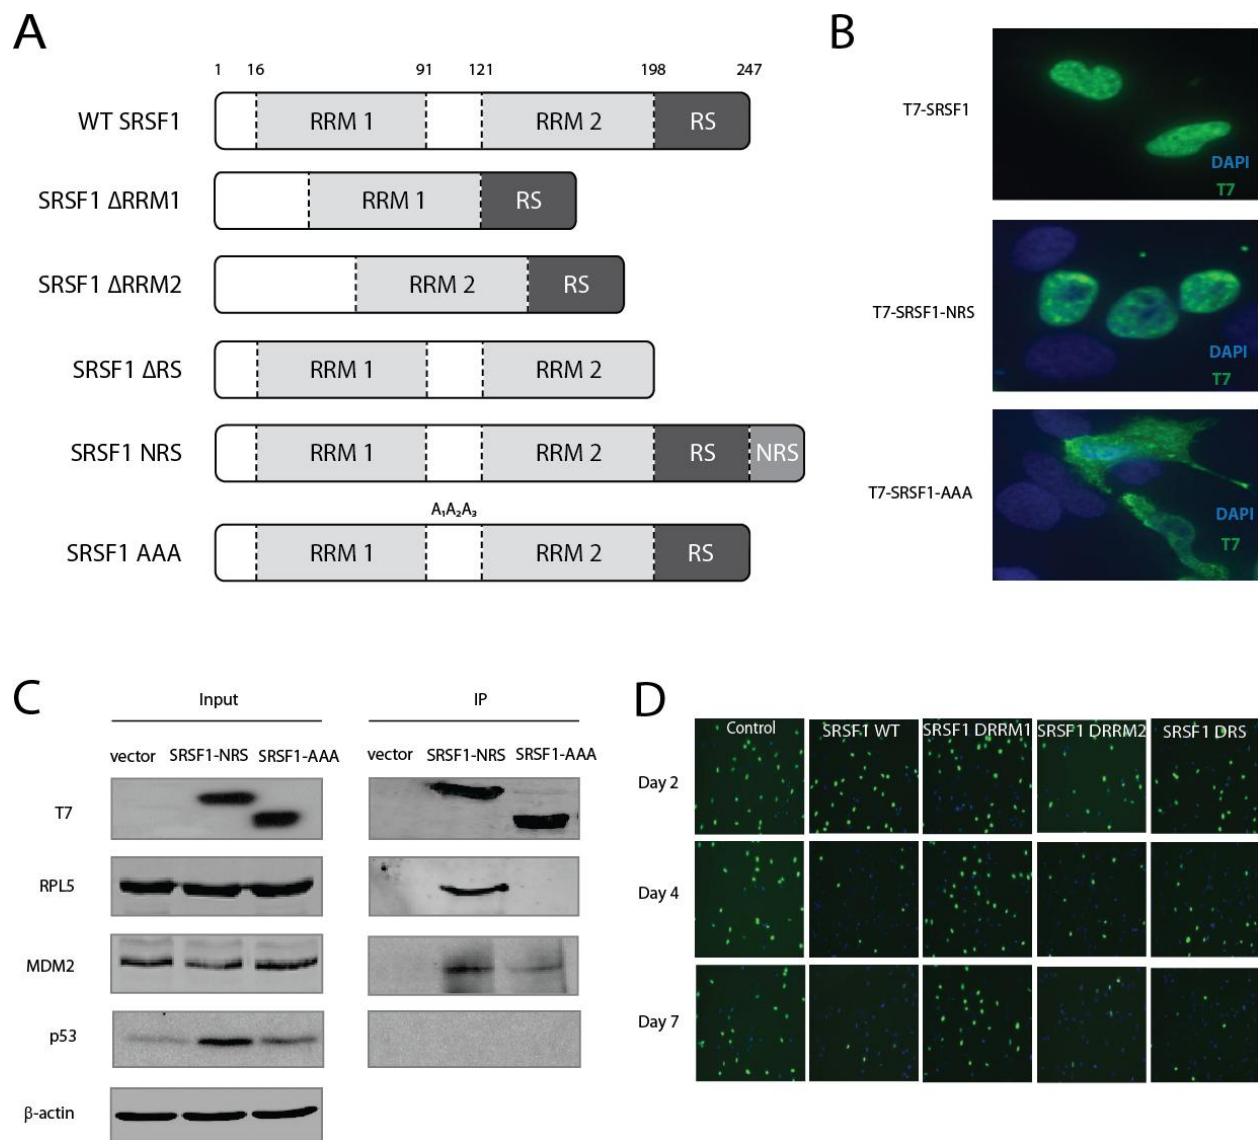 A
1 16 91 121 198 247
WT SRSF1 RRM 1 RRM 2 RS
SRSF1 ΔRRM1 RRM 1 RS
SRSF1 ΔRRM2 RRM 2 RS
SRSF1 ΔRS RRM 1 RRM 2
SRSF1 NRS RRM 1 RRM 2 RS NRS
A₁A₂A₃
SRSF1 AAA RRM 1 RRM 2 RS
B
T7-SRSF1
DAPI
T7
T7-SRSF1-NRS
DAPI
T7
T7-SRSF1-AAA
DAPI
T7
C
Input IP
vector SRSF1-NRS SRSF1-AAA vector SRSF1-NRS SRSF1-AAA
T7
RPL5
MDM2
p53
β-actin
D
Control SRSF1 WT SRSF1 DRRM1 SRSF1 DRRM2 SRSF1 DRS
Day 2
Day 4
Day 7